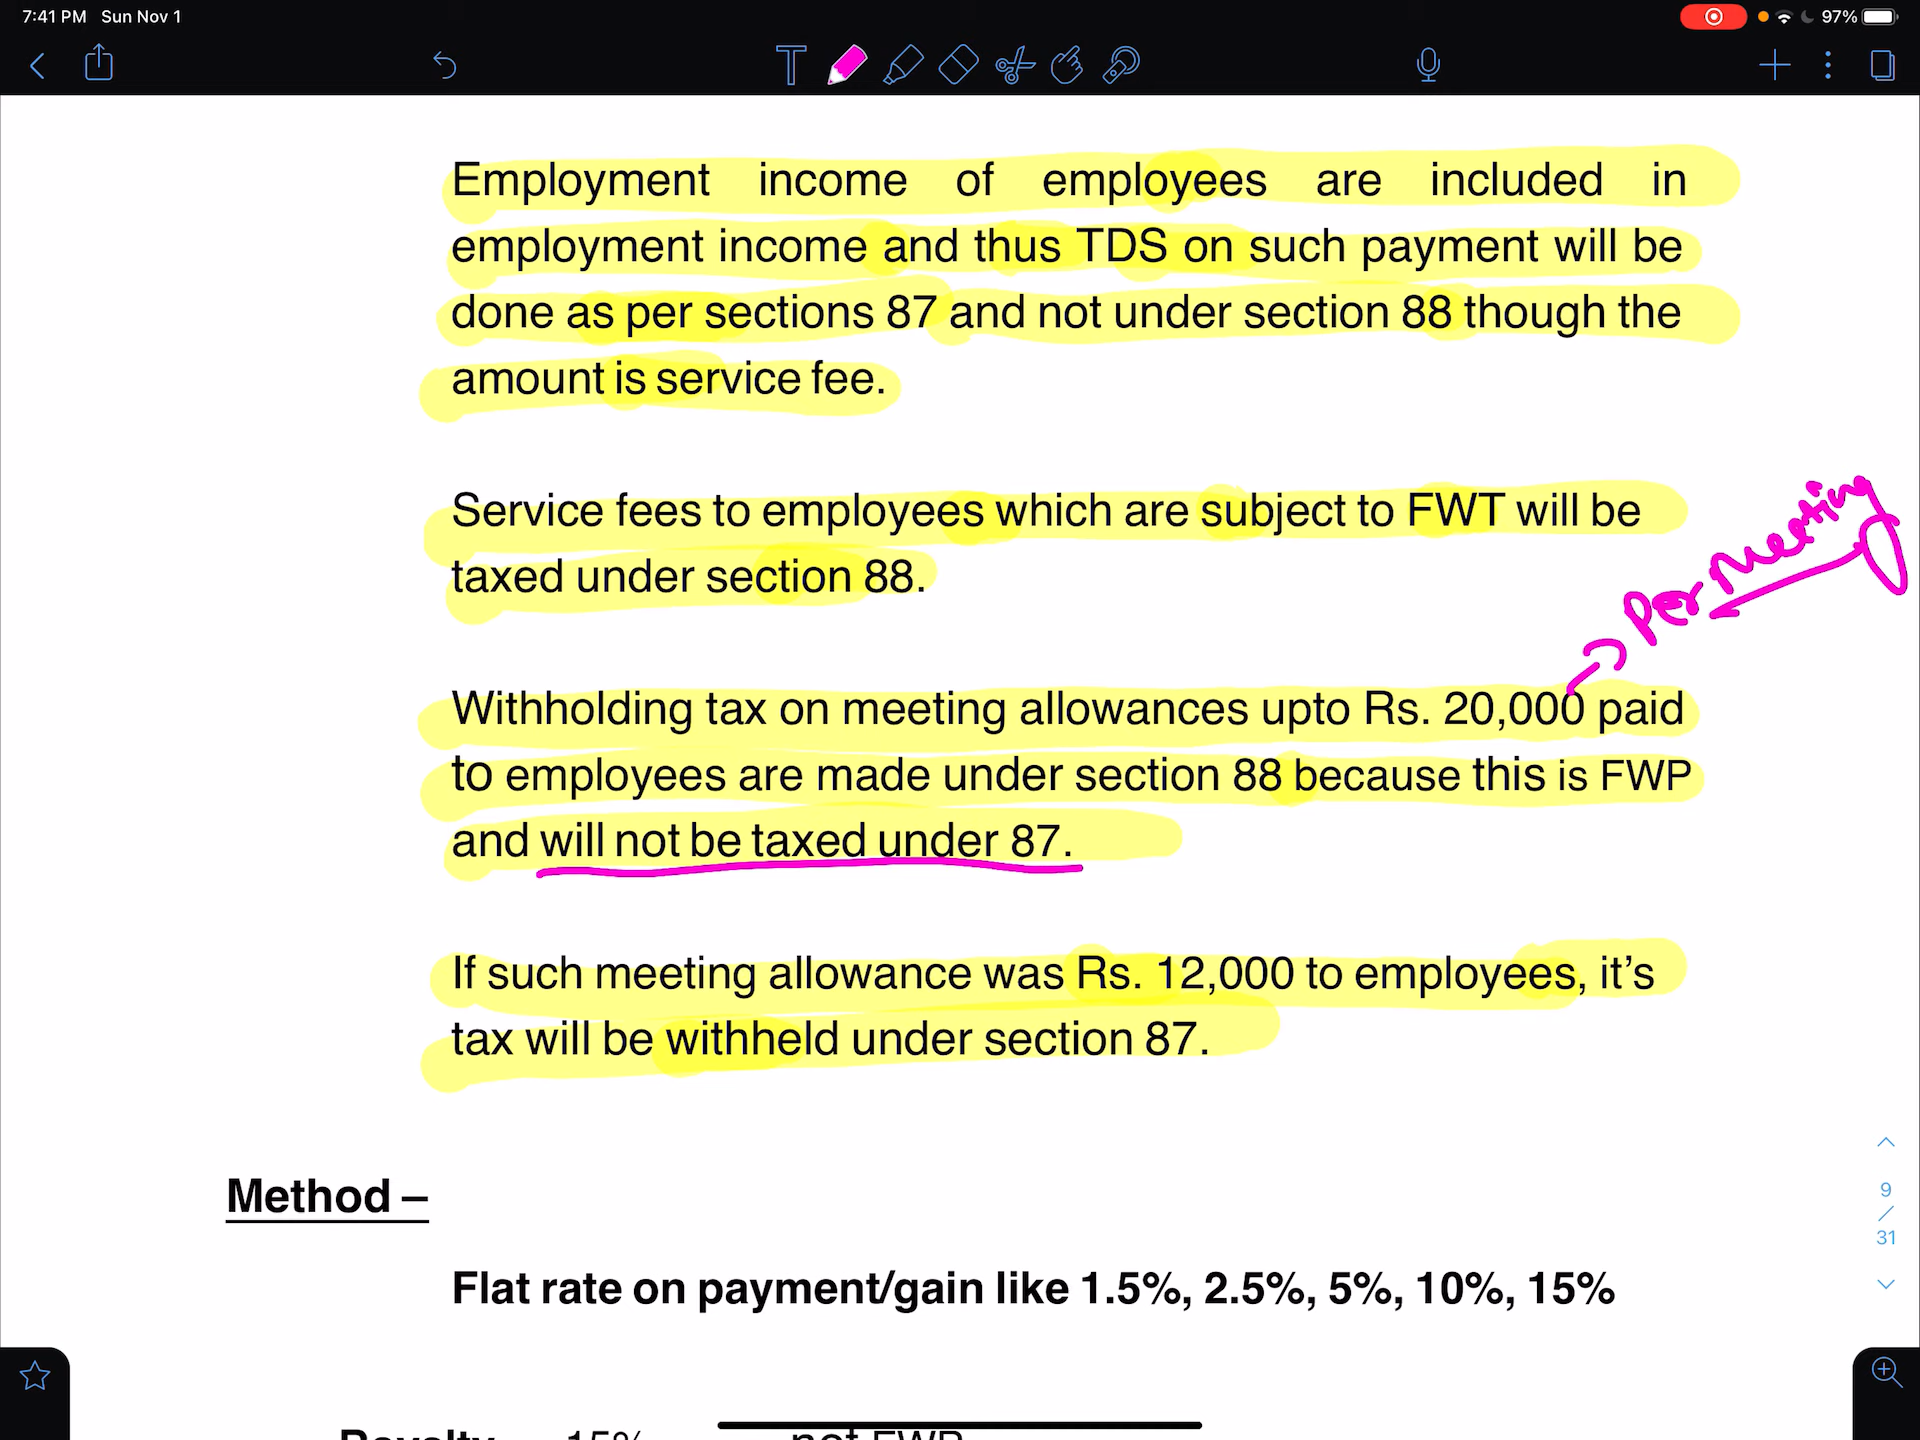 7:41 PM Sun Nov 1
97%
Employment income of employees are included in
employment income and thus TDS on such payment will be
done as per sections 87 and not under section 88 though the
amount is service fee.
Service fees to employees which are subject to FWT will be
taxed under section 88.
Per Meeting
Withholding tax on meeting allowances upto Rs. 20,000 paid
to employees are made under section 88 because this is FWP
and will not be taxed under 87.
If such meeting allowance was Rs. 12,000 to employees, it’s
tax will be withheld under section 87.
Method –
9
/
31
Flat rate on payment/gain like 1.5%, 2.5%, 5%, 10%, 15%
Royalty 15% not FWP